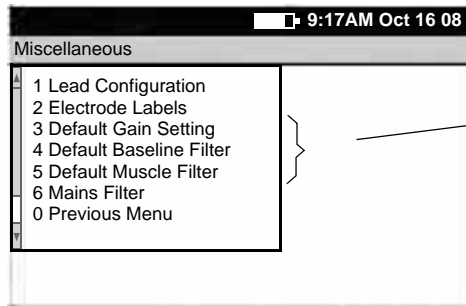 9:17AM Oct 16 08
Miscellaneous
1 Lead Configuration
2 Electrode Labels
3 Default Gain Setting
4 Default Baseline Filter
5 Default Muscle Filter
6 Mains Filter
0 Previous Menu